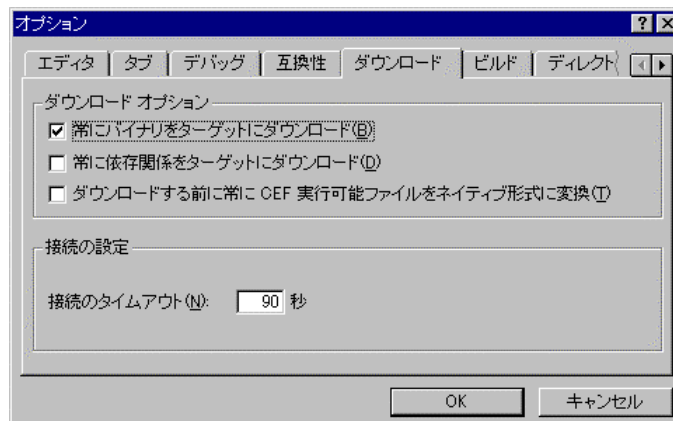 オプション
エディタ タブ デバッグ 互換性 ダウンロード ビルド ディレクト
ダウンロード オプション
常にバイナリをターゲットにダウンロード(B)
常に依存関係をターゲットにダウンロード(D)
ダウンロードする前に常に CEF 実行可能ファイルをネイティブ形式に変換(T)
接続の設定
接続のタイムアウト(N): 90 秒
OK キャンセル